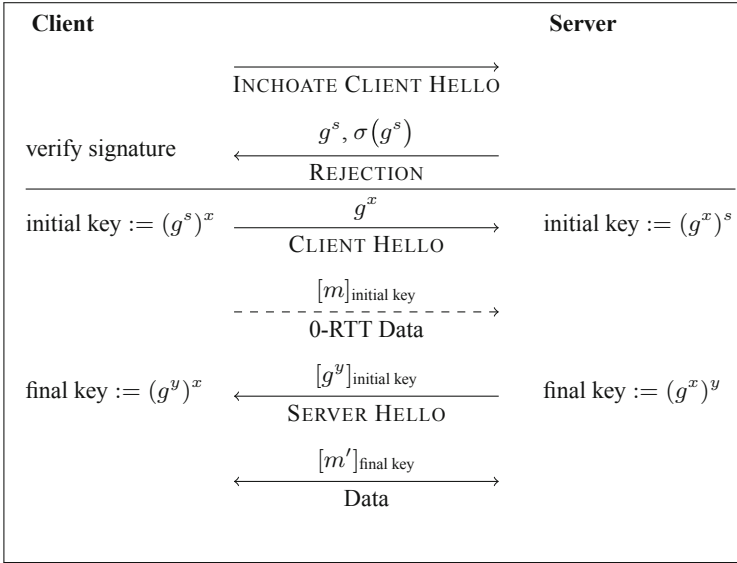 Client Server
INCHOATE CLIENT HELLO
g^s, σ(g^s)
verify signature
REJECTION
g^x
initial key := (g^s)^x initial key := (g^x)^s
CLIENT HELLO
[m]_initial key
0-RTT Data
[g^y]_initial key
final key := (g^y)^x final key := (g^x)^y
SERVER HELLO
[m′]_final key
Data